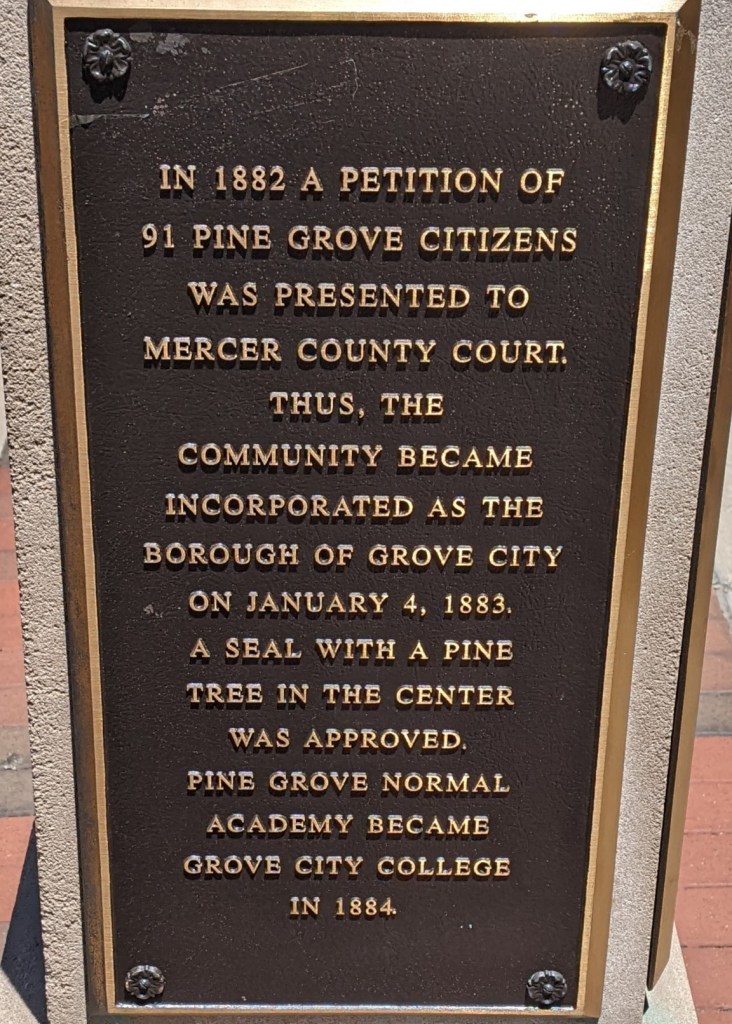 IN 1882 A PETITION OF
91 PINE GROVE CITIZENS
WAS PRESENTED TO
MERCER COUNTY COURT.
THUS, THE
COMMUNITY BECAME
INCORPORATED AS THE
BOROUGH OF GROVE CITY
ON JANUARY 4, 1883.
A SEAL WITH A PINE
TREE IN THE CENTER
WAS APPROVED.
PINE GROVE NORMAL
ACADEMY BECAME
GROVE CITY COLLEGE
IN 1884.